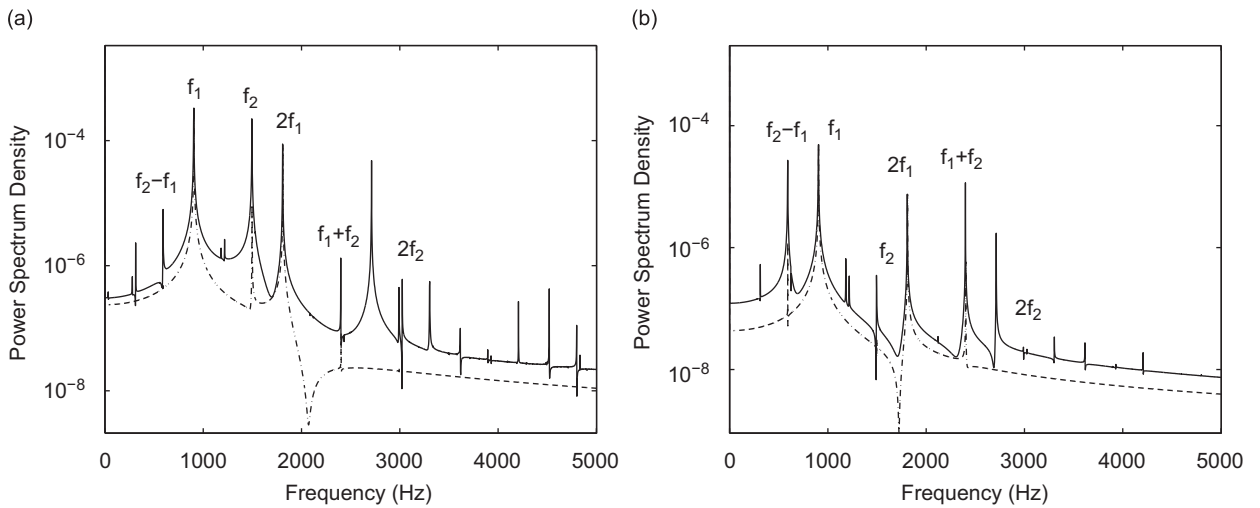 (a)
Power Spectrum Density
10⁻⁴
10⁻⁶
10⁻⁸
f₂−f₁
f₁
f₂
2f₁
f₁+f₂
2f₂
0 1000 2000 3000 4000 5000
Frequency (Hz)
(b)
Power Spectrum Density
10⁻⁴
10⁻⁶
10⁻⁸
f₂−f₁
f₁
f₂
2f₁
f₁+f₂
2f₂
0 1000 2000 3000 4000 5000
Frequency (Hz)